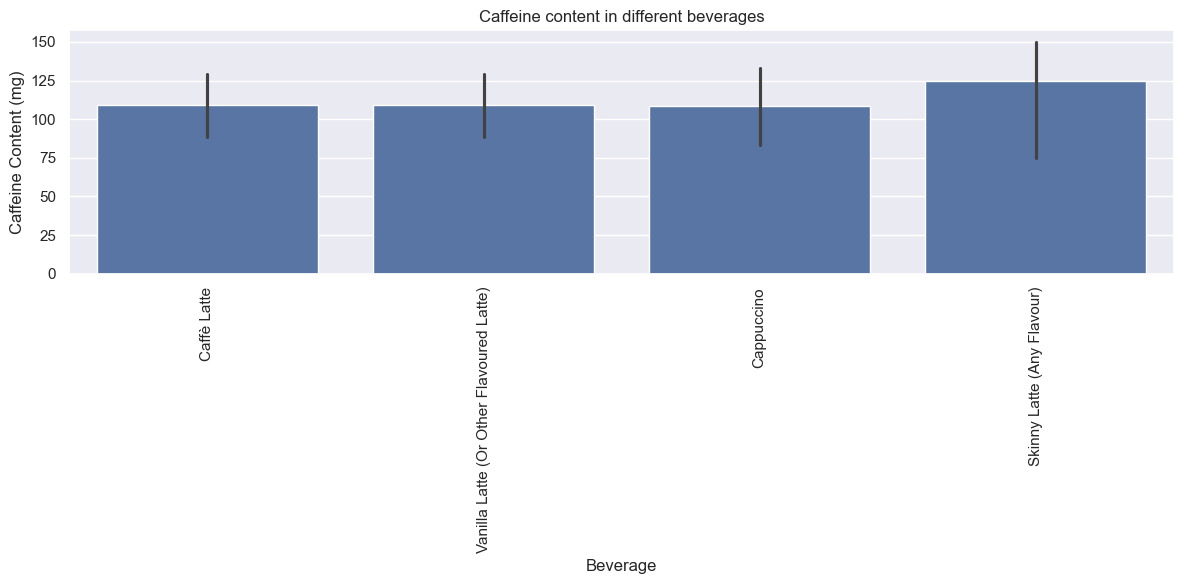 Caffeine content in different beverages
Caffeine Content (mg)
150
125
100
75
50
25
0
Caffè Latte
Vanilla Latte (Or Other Flavoured Latte)
Cappuccino
Skinny Latte (Any Flavour)
Beverage